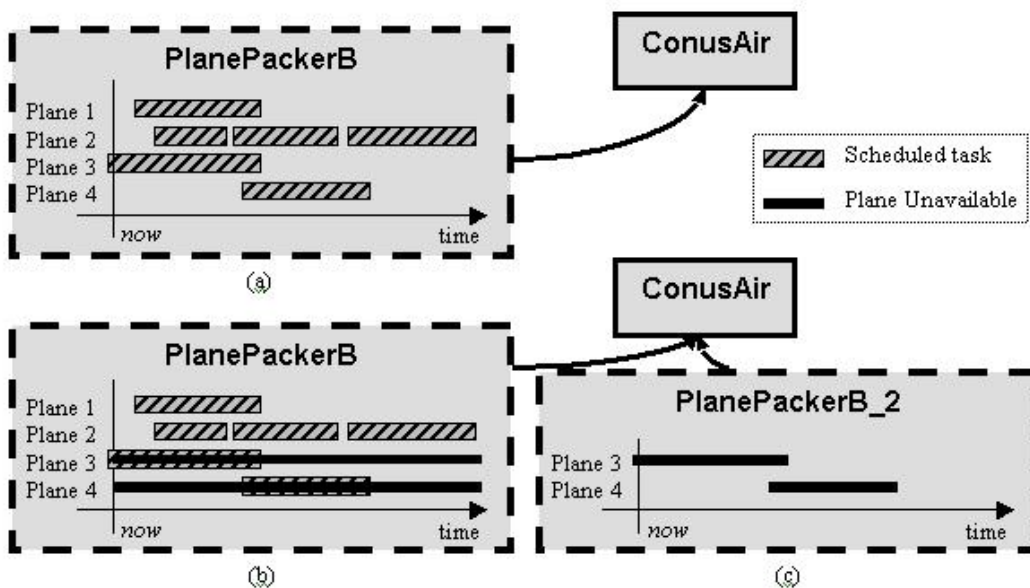 PlanePackerB
Plane 1
Plane 2
Plane 3
Plane 4
now
time
(a)
ConusAir
Scheduled task
Plane Unavailable
ConusAir
PlanePackerB
Plane 1
Plane 2
Plane 3
Plane 4
now
time
(b)
PlanePackerB_2
Plane 3
Plane 4
now
time
(c)